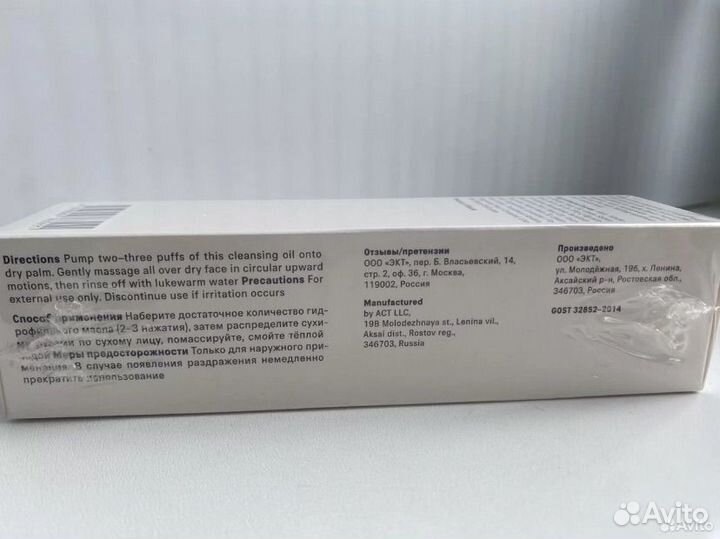 Directions Pump two–three puffs of this cleansing oil onto
dry palm. Gently massage all over dry face in circular upward
motions, then rinse off with lukewarm water Precautions For
external use only. Discontinue use if irritation occurs
Способ применения Наберите достаточное количество гид-
рофильного масла (2–3 нажатия), затем распределите сухи-
ми по сухому лицу, помассируйте, смойте тёплой
водой Меры предосторожности Только для наружного при-
менения. В случае появления раздражения немедленно
прекратить использование
Отзывы/претензии
ООО «ЭКТ», пер. Б. Власьевский, 14,
стр. 2, оф. 36, г. Москва,
119002, Россия
Manufactured
by ACT LLC,
19B Molodezhnaya st., Lenina vil.,
Aksai dist., Rostov reg.,
346703, Russia
Произведено
ООО «ЭКТ»,
ул. Молодёжная, 19б, х. Ленина,
Аксайский р-н, Ростовская обл.,
346703, Россия
GOST 32852–2014
Avito
Avito